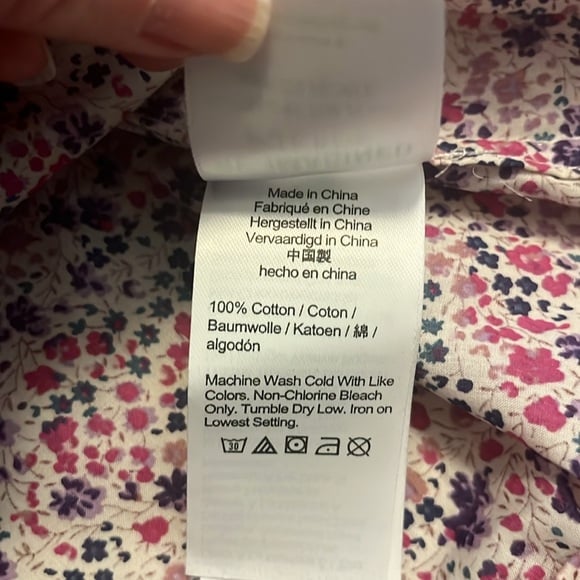 Made in China
Fabriqué en Chine
Hergestellt in China
Vervaardigd in China
中国製
hecho en china
100% Cotton / Coton /
Baumwolle / Katoen / 綿 /
algodón
Machine Wash Cold With Like
Colors. Non-Chlorine Bleach
Only. Tumble Dry Low. Iron on
Lowest Setting.
30